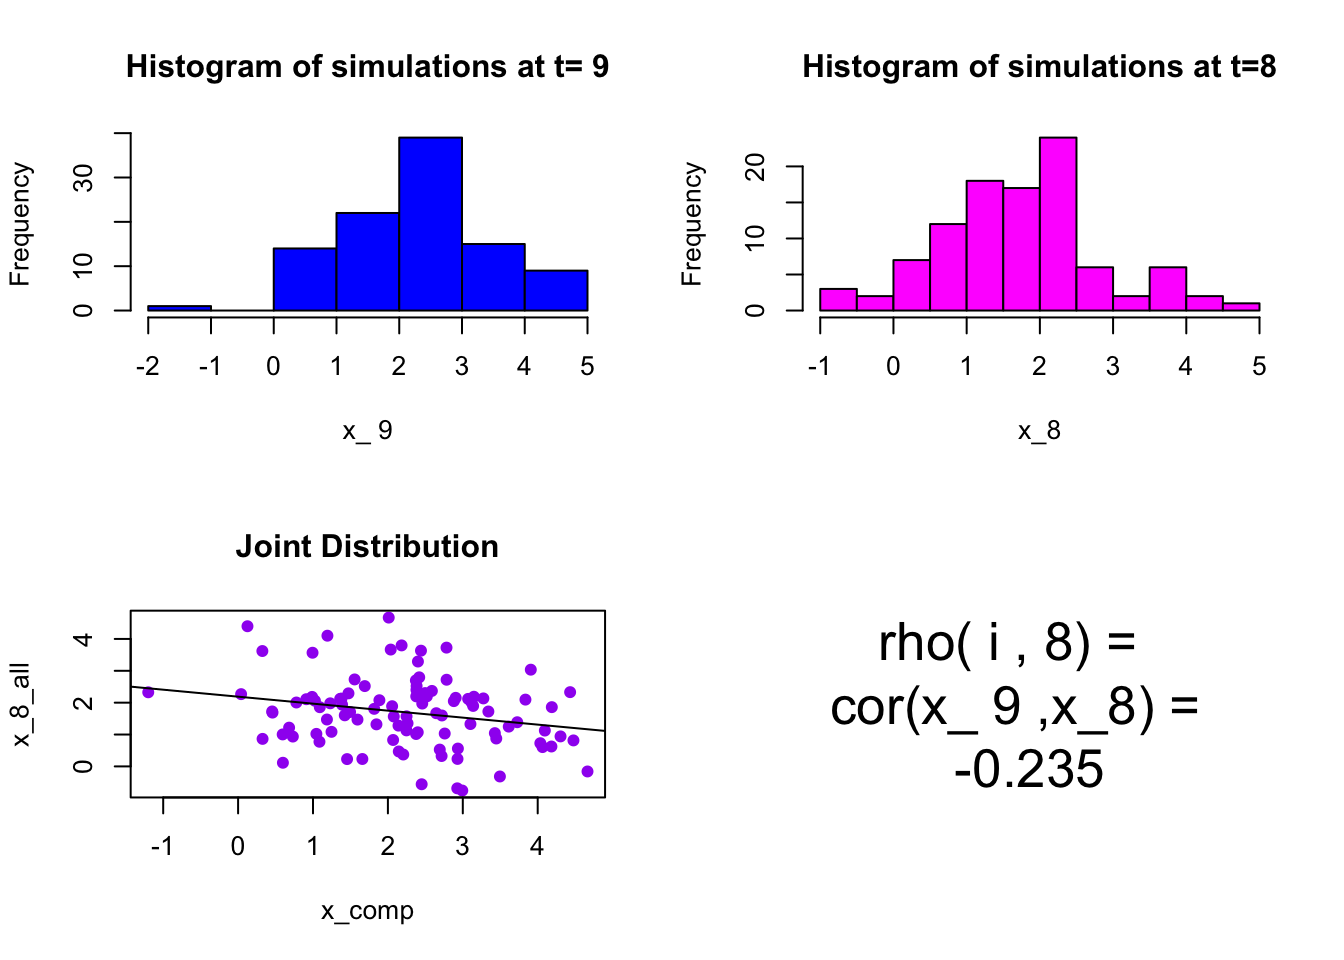 Histogram of simulations at t= 9
Frequency
0 10 30
-2 -1 0 1 2 3 4 5
x_ 9
Histogram of simulations at t=8
Frequency
0 10 20
-1 0 1 2 3 4 5
x_8
Joint Distribution
x_8_all
0 2 4
-1 0 1 2 3 4
x_comp
rho( i , 8) =
cor(x_ 9 ,x_8) =
-0.235